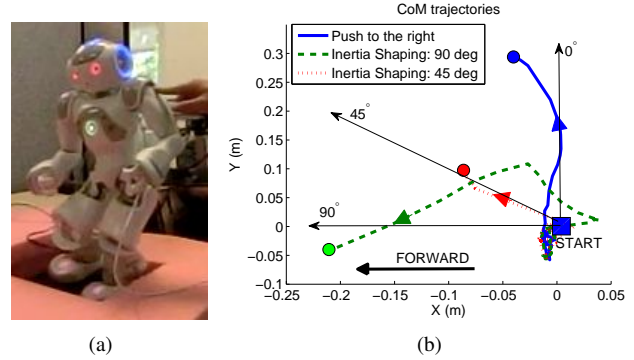 CoM trajectories
Push to the right
Inertia Shaping: 90 deg
Inertia Shaping: 45 deg
0°
45°
90°
START
FORWARD
Y (m)
0.3
0.25
0.2
0.15
0.1
0.05
0
−0.05
−0.1
−0.25
−0.2
−0.15
−0.1
−0.05
0
0.05
X (m)
(a)
(b)